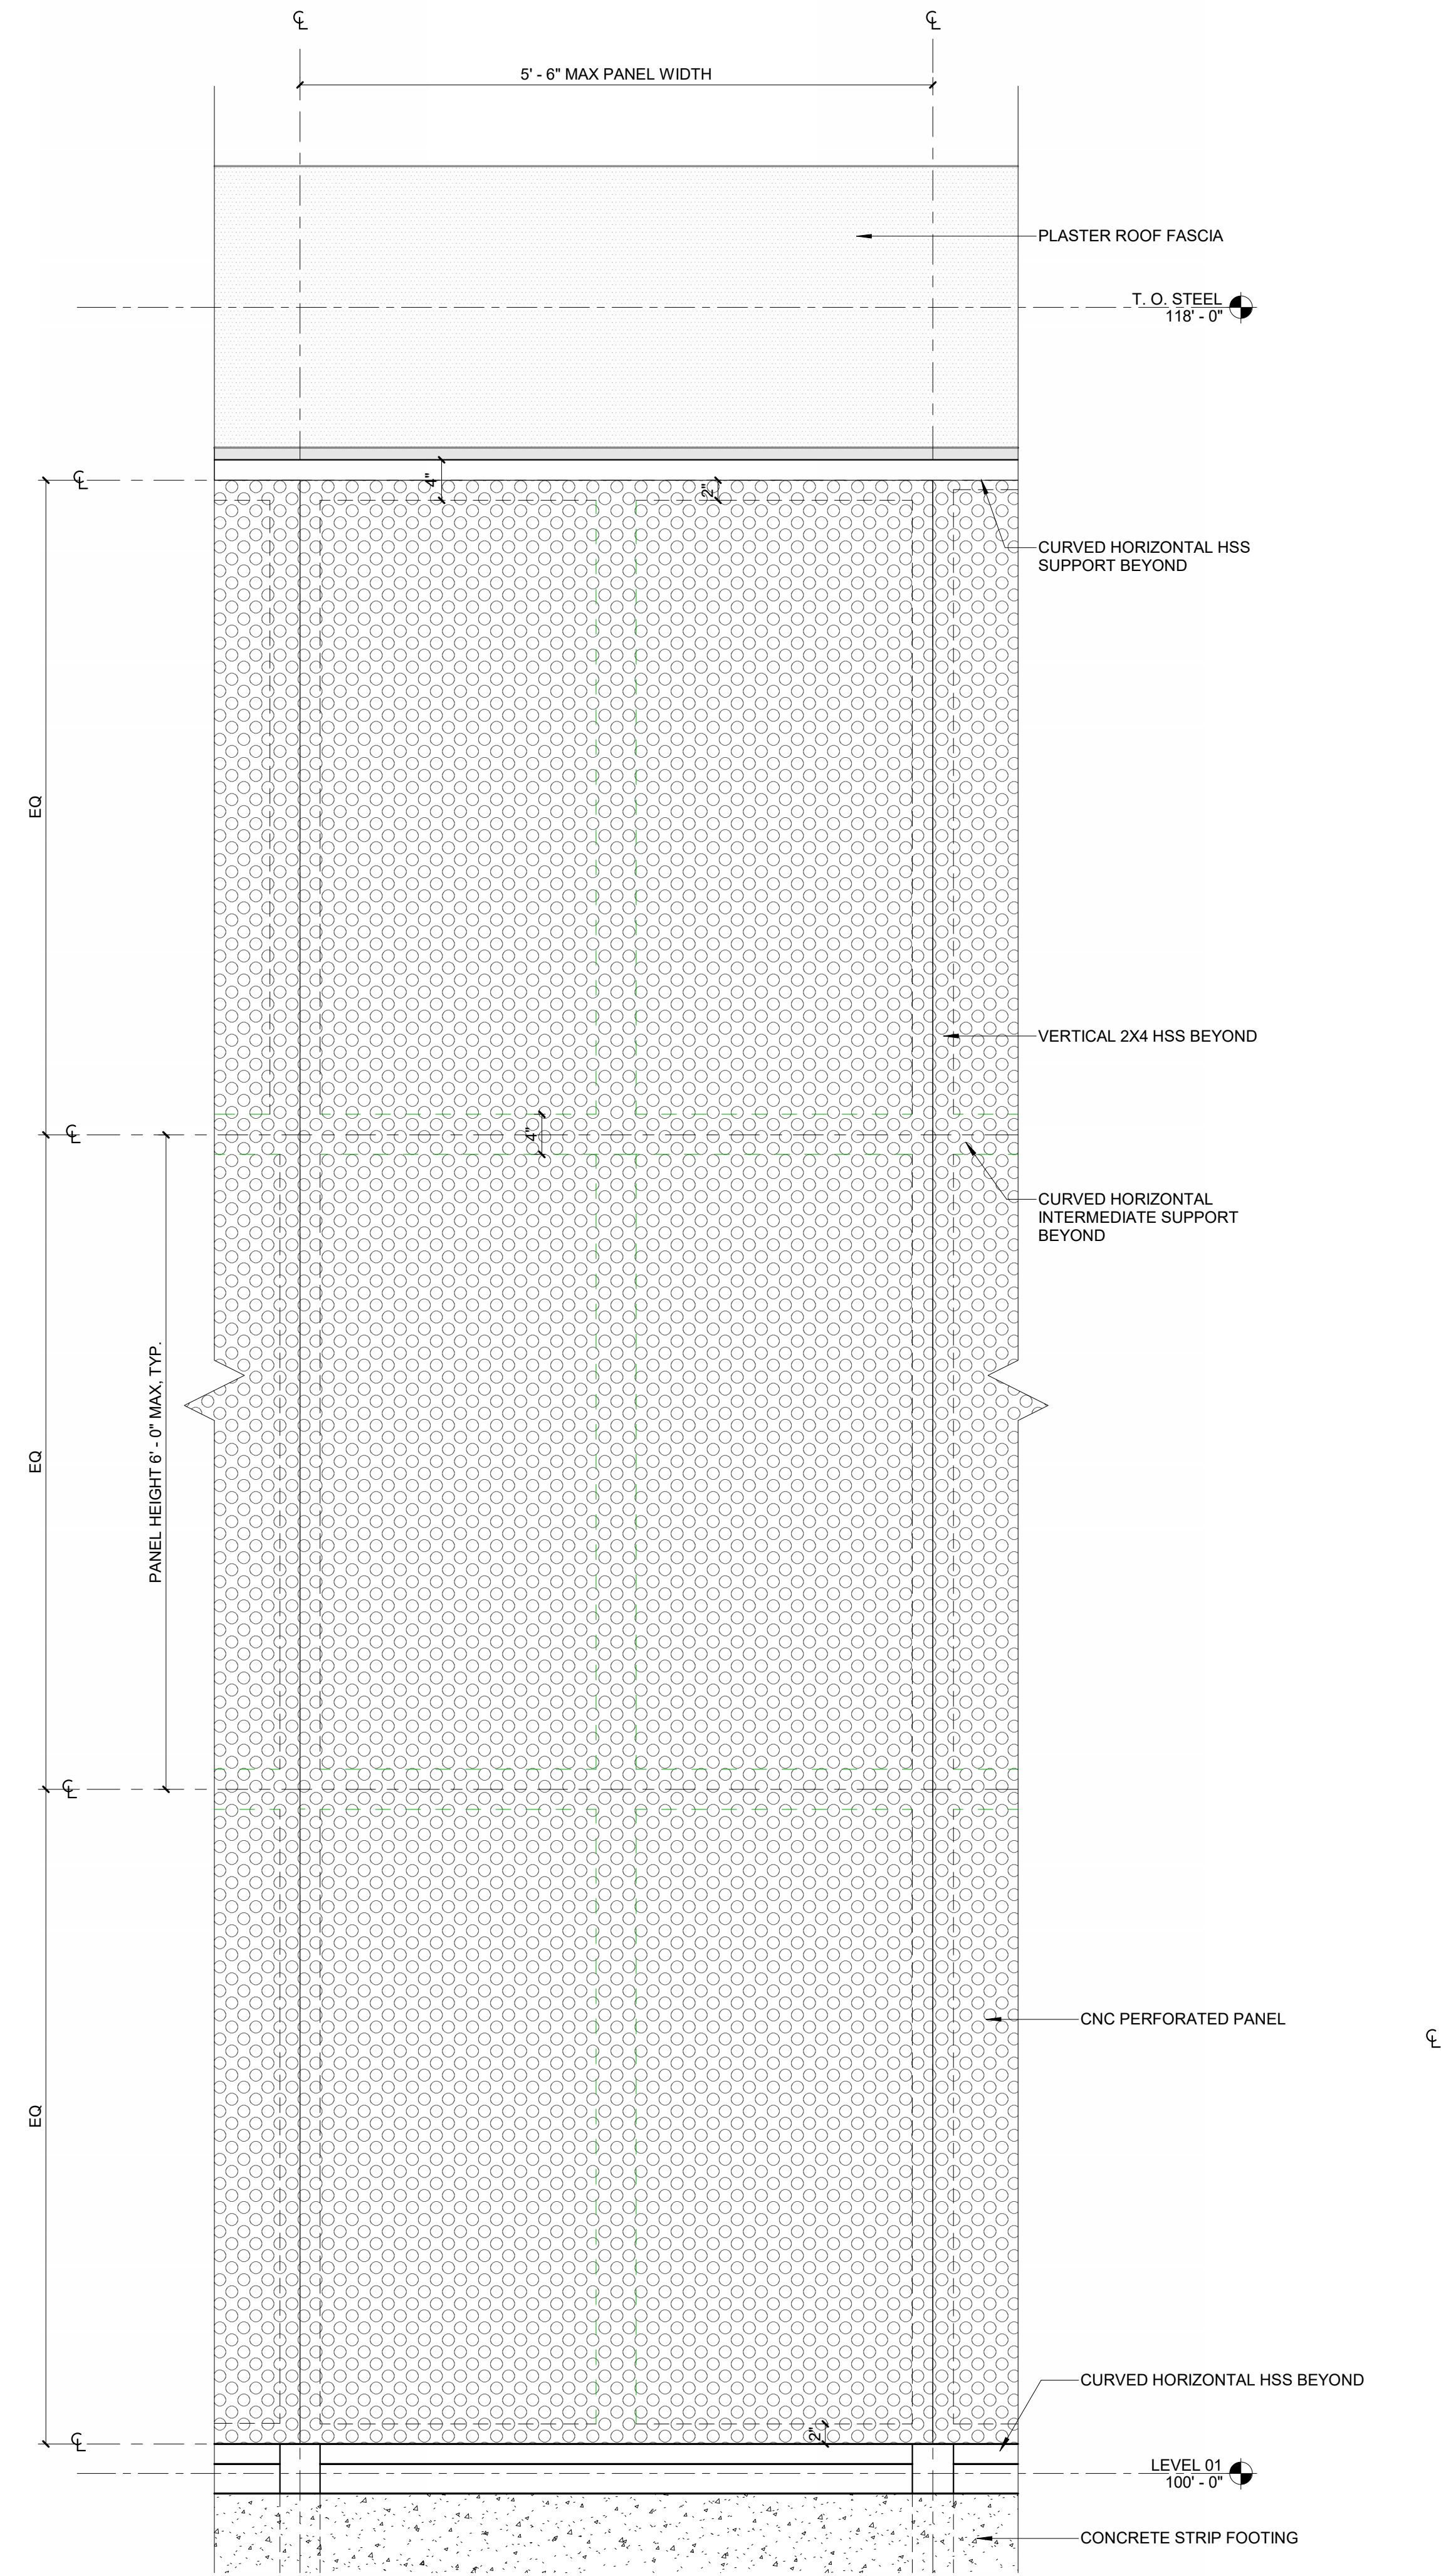 ℄
℄
5' - 6" MAX PANEL WIDTH
PLASTER ROOF FASCIA
T. O. STEEL
118' - 0"
℄
4"
2"
CURVED HORIZONTAL HSS
SUPPORT BEYOND
EQ
VERTICAL 2X4 HSS BEYOND
℄
4"
CURVED HORIZONTAL
INTERMEDIATE SUPPORT
BEYOND
EQ
PANEL HEIGHT 6' - 0" MAX, TYP.
℄
CNC PERFORATED PANEL
℄
EQ
CURVED HORIZONTAL HSS BEYOND
℄
2"
LEVEL 01
100' - 0"
CONCRETE STRIP FOOTING